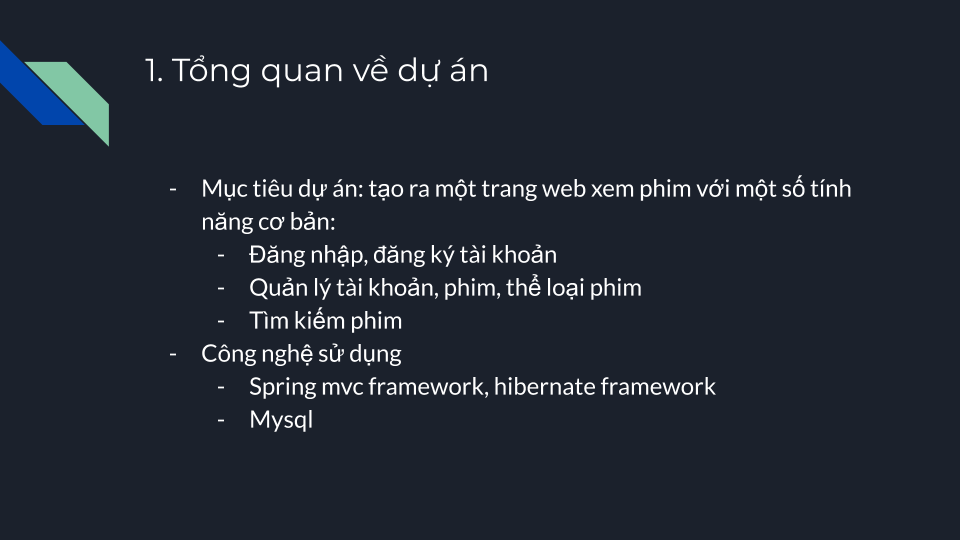 1. Tổng quan về dự án
- Mục tiêu dự án: tạo ra một trang web xem phim với một số tính
năng cơ bản:
- Đăng nhập, đăng ký tài khoản
- Quản lý tài khoản, phim, thể loại phim
- Tìm kiếm phim
- Công nghệ sử dụng
- Spring mvc framework, hibernate framework
- Mysql